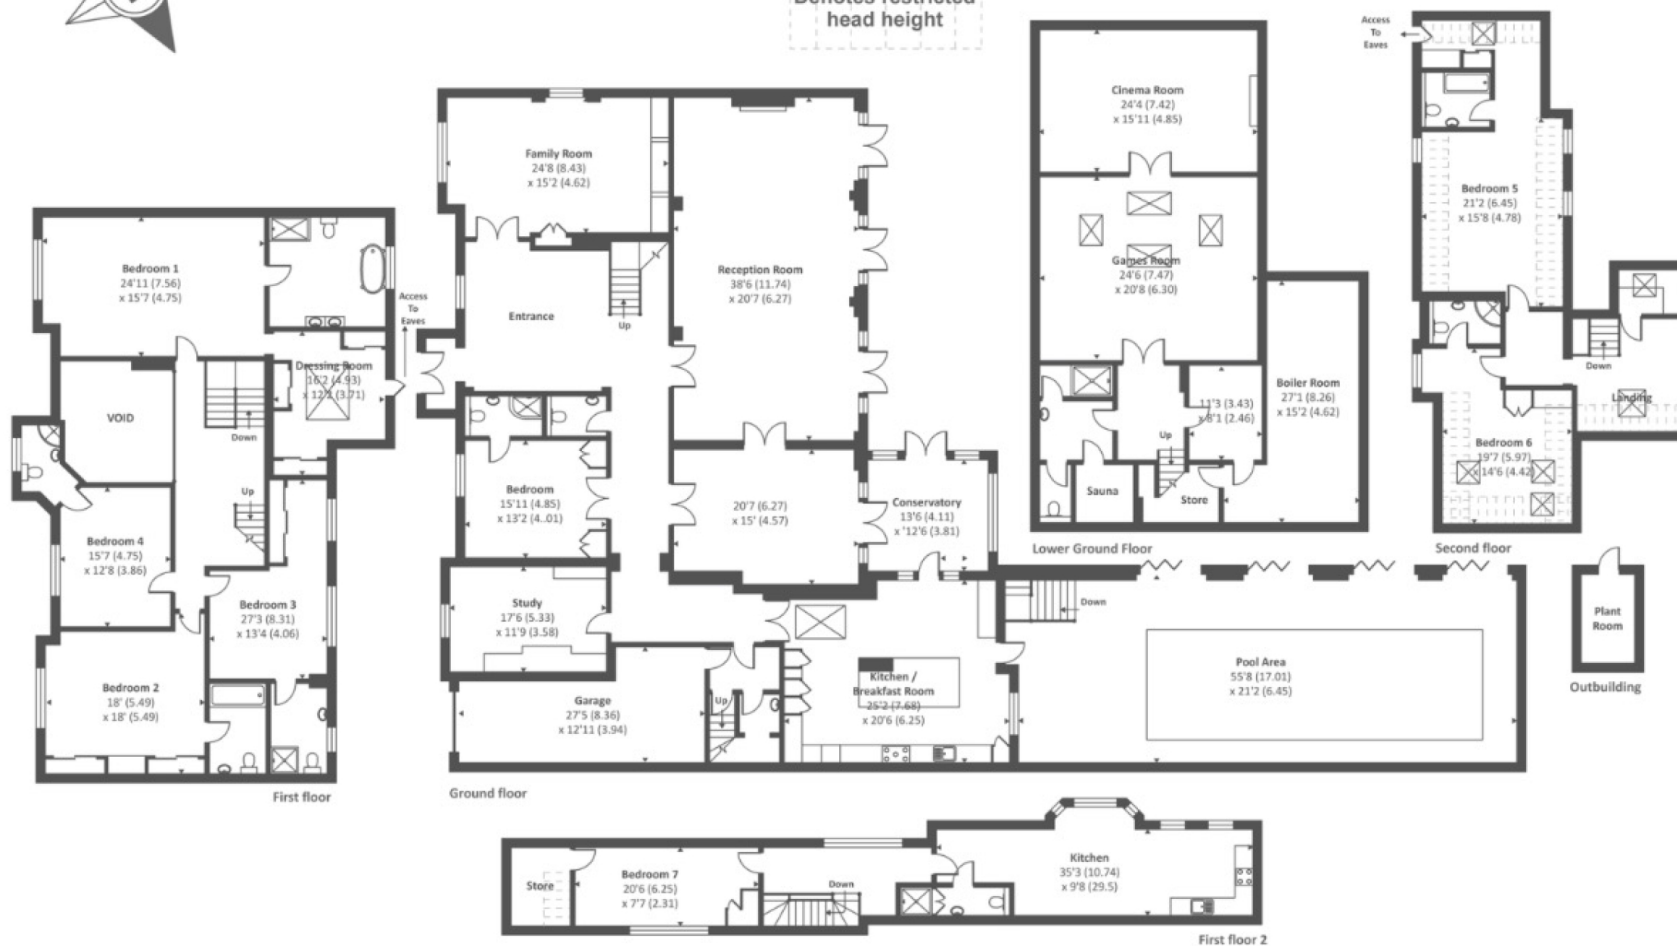 Denotes restricted
head height
Bedroom 1
24'11 (7.56)
x 15'7 (4.75)
Access
To
Eaves
Dressing Room
16'2 (4.93)
x 12'2 (3.71)
VOID
Down
Up
Bedroom 4
15'7 (4.75)
x 12'8 (3.86)
Bedroom 3
27'3 (8.31)
x 13'4 (4.06)
Bedroom 2
18' (5.49)
x 18' (5.49)
First floor
Family Room
24'8 (8.43)
x 15'2 (4.62)
Entrance
Up
Reception Room
38'6 (11.74)
x 20'7 (6.27)
Bedroom
15'11 (4.85)
x 13'2 (4..01)
20'7 (6.27)
x 15' (4.57)
Conservatory
13'6 (4.11)
x '12'6 (3.81)
Study
17'6 (5.33)
x 11'9 (3.58)
Garage
27'5 (8.36)
x 12'11 (3.94)
Up
Kitchen /
Breakfast Room
25'2 (7.68)
x 20'6 (6.25)
Down
Pool Area
55'8 (17.01)
x 21'2 (6.45)
Ground floor
Cinema Room
24'4 (7.42)
x 15'11 (4.85)
Games Room
24'6 (7.47)
x 20'8 (6.30)
11'3 (3.43)
x 8'1 (2.46)
Up
Sauna
Store
Boiler Room
27'1 (8.26)
x 15'2 (4.62)
Lower Ground Floor
Access
To
Eaves
Bedroom 5
21'2 (6.45)
x 15'8 (4.78)
Down
Landing
Bedroom 6
19'7 (5.97)
x 14'6 (4.42)
Second floor
Plant
Room
Outbuilding
Store
Bedroom 7
20'6 (6.25)
x 7'7 (2.31)
Down
Kitchen
35'3 (10.74)
x 9'8 (29.5)
First floor 2